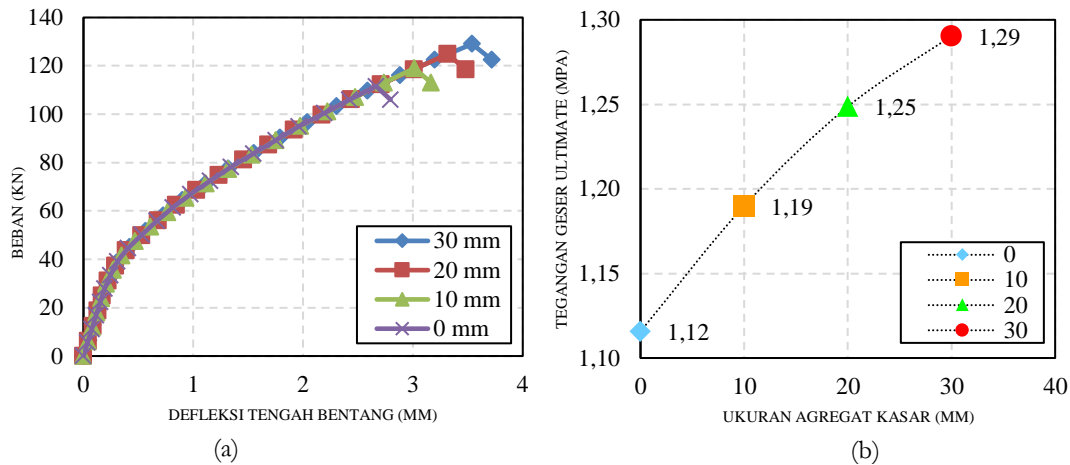 140
120
100
80
60
40
20
0
0 1 2 3 4
BEBAN (KN)
DEFLEKSI TENGAH BENTANG (MM)
30 mm
20 mm
10 mm
0 mm
(a)
1,30
1,25
1,20
1,15
1,10
0 10 20 30 40
TEGANGAN GESER ULTIMATE (MPA)
UKURAN AGREGAT KASAR (MM)
1,12
1,19
1,25
1,29
0
10
20
30
(b)